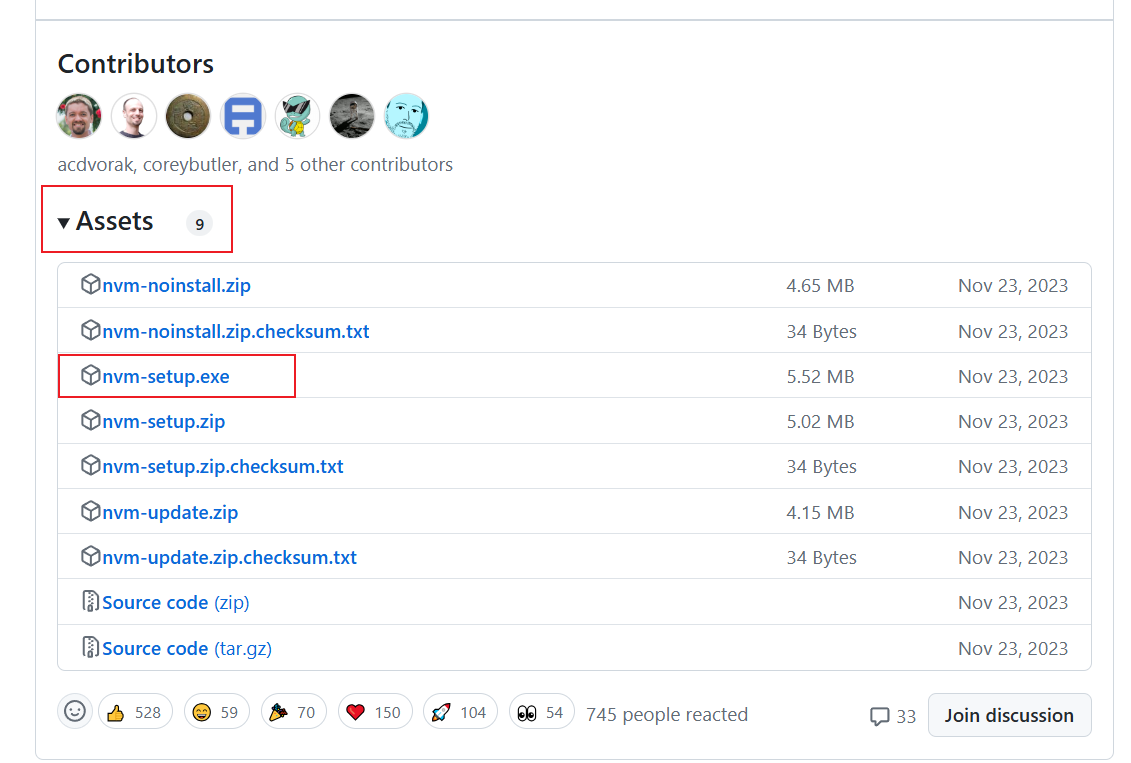 Contributors
acdvorak, coreybutler, and 5 other contributors
Assets 9
nvm-noinstall.zip 4.65 MB Nov 23, 2023
nvm-noinstall.zip.checksum.txt 34 Bytes Nov 23, 2023
nvm-setup.exe 5.52 MB Nov 23, 2023
nvm-setup.zip 5.02 MB Nov 23, 2023
nvm-setup.zip.checksum.txt 34 Bytes Nov 23, 2023
nvm-update.zip 4.15 MB Nov 23, 2023
nvm-update.zip.checksum.txt 34 Bytes Nov 23, 2023
Source code (zip) Nov 23, 2023
Source code (tar.gz) Nov 23, 2023
528 59 70 150 104 54 745 people reacted 33 Join discussion